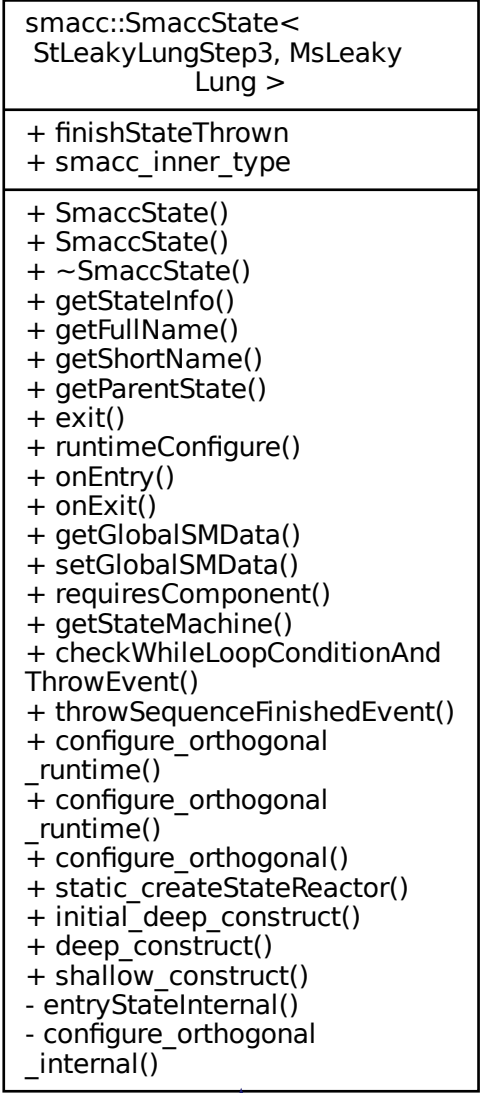 smacc::SmaccState<
StLeakyLungStep3, MsLeaky
Lung >
+ finishStateThrown
+ smacc_inner_type
+ SmaccState()
+ SmaccState()
+ ~SmaccState()
+ getStateInfo()
+ getFullName()
+ getShortName()
+ getParentState()
+ exit()
+ runtimeConfigure()
+ onEntry()
+ onExit()
+ getGlobalSMData()
+ setGlobalSMData()
+ requiresComponent()
+ getStateMachine()
+ checkWhileLoopConditionAnd
ThrowEvent()
+ throwSequenceFinishedEvent()
+ configure_orthogonal
_runtime()
+ configure_orthogonal
_runtime()
+ configure_orthogonal()
+ static_createStateReactor()
+ initial_deep_construct()
+ deep_construct()
+ shallow_construct()
- entryStateInternal()
- configure_orthogonal
_internal()